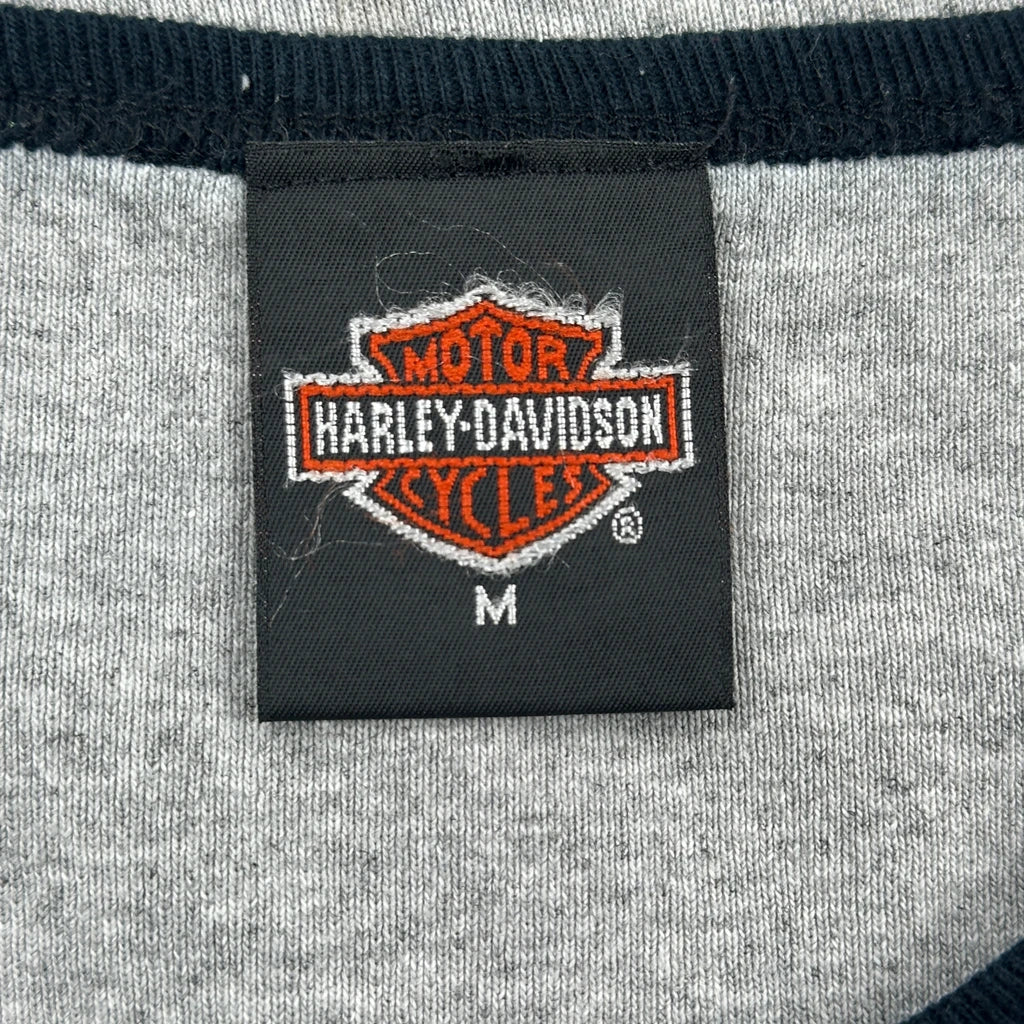 MOTOR
HARLEY-DAVIDSON
CYCLES
®
M